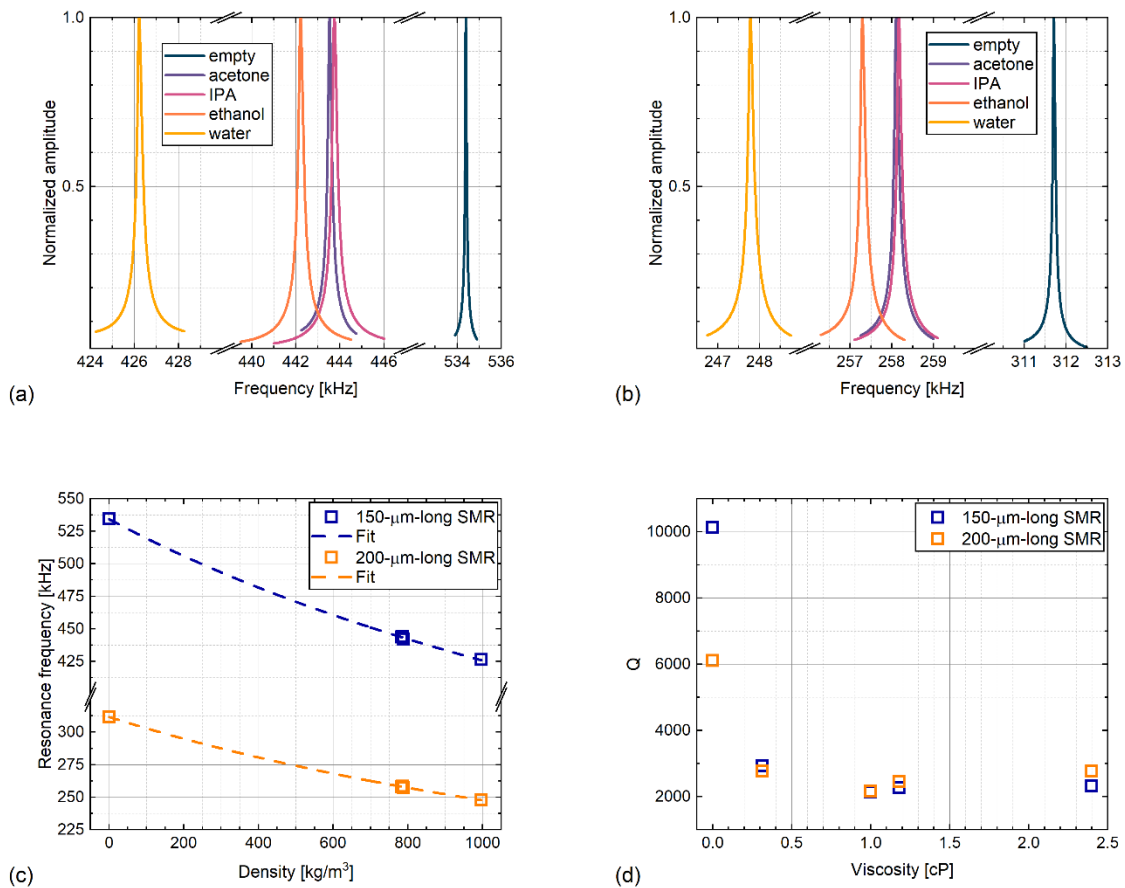 1.0
0.5
Normalized amplitude
empty
acetone
IPA
ethanol
water
424 426 428 440 442 444 446 534 536
Frequency [kHz]
(a)
1.0
0.5
Normalized amplitude
empty
acetone
IPA
ethanol
water
247 248 257 258 259 311 312 313
Frequency [kHz]
(b)
550
525
500
475
450
425
300
275
250
225
Resonance frequency [kHz]
150-μm-long SMR
Fit
200-μm-long SMR
Fit
0 200 400 600 800 1000
Density [kg/m³]
(c)
10000
8000
6000
4000
2000
Q
150-μm-long SMR
200-μm-long SMR
0.0 0.5 1.0 1.5 2.0 2.5
Viscosity [cP]
(d)